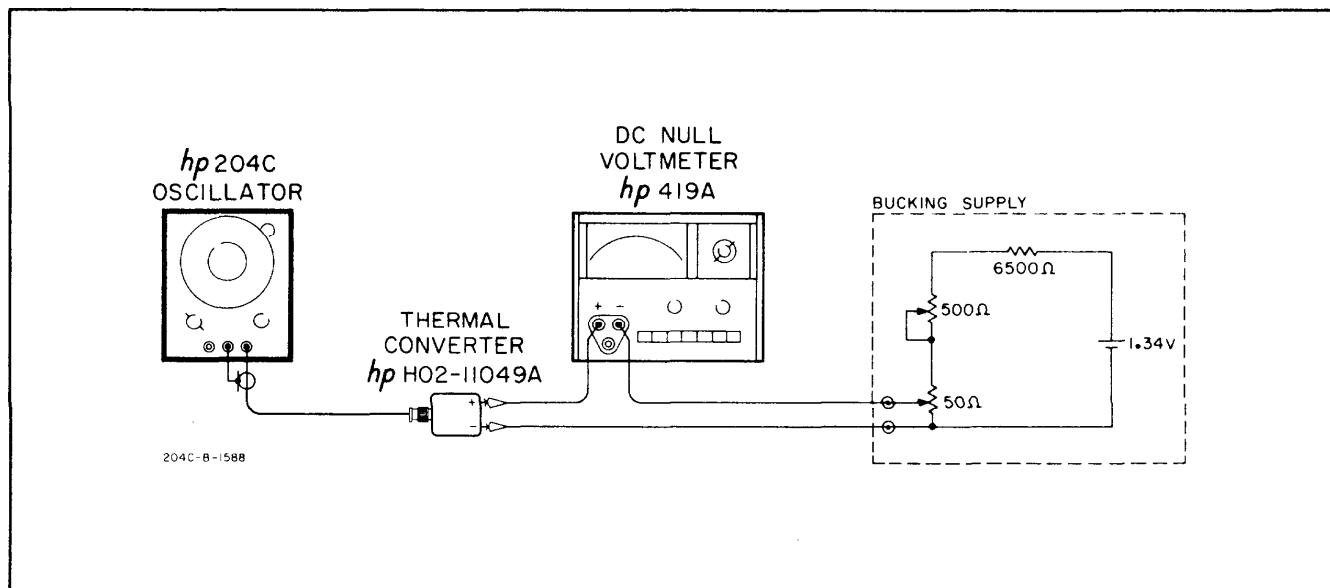 hp 204C
OSCILLATOR
DC NULL
VOLTMETER
hp 419A
THERMAL
CONVERTER
hp H02-11049A
+ −
+
−
BUCKING SUPPLY
6500Ω
500Ω
1.34V
50Ω
204C-B-1588